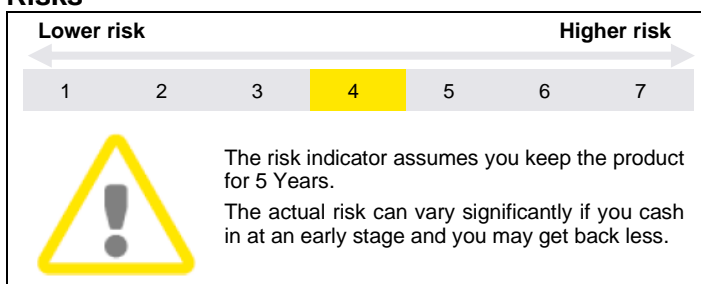 Risks
Lower risk Higher risk
1 2 3 4 5 6 7
The risk indicator assumes you keep the product
for 5 Years.
The actual risk can vary significantly if you cash
in at an early stage and you may get back less.